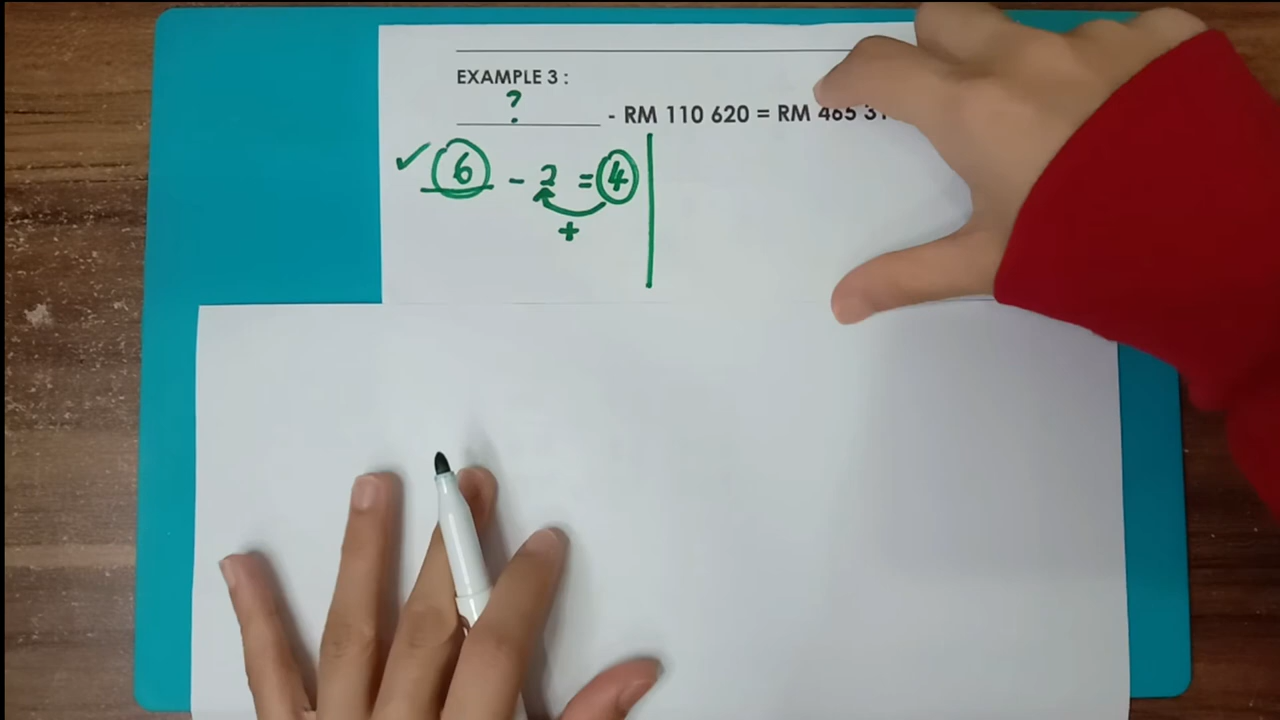 EXAMPLE 3 :
? - RM 110 620 = RM 465
✓ 6 - 2 = 4
+